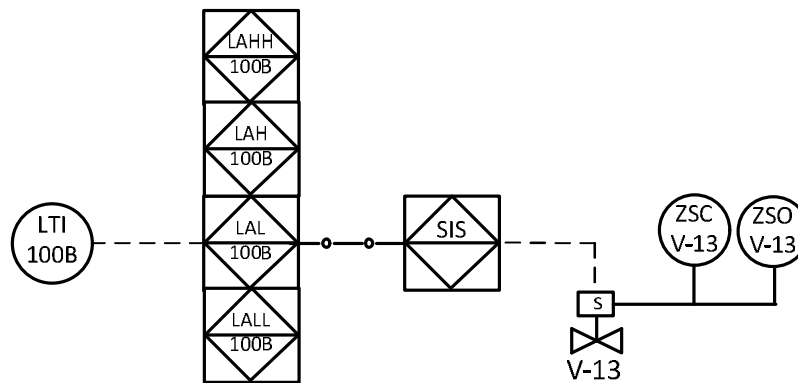 LAHH
100B
LAH
100B
LTI
100B
LAL
100B
SIS
ZSC
V-13
ZSO
V-13
LALL
100B
S
V-13